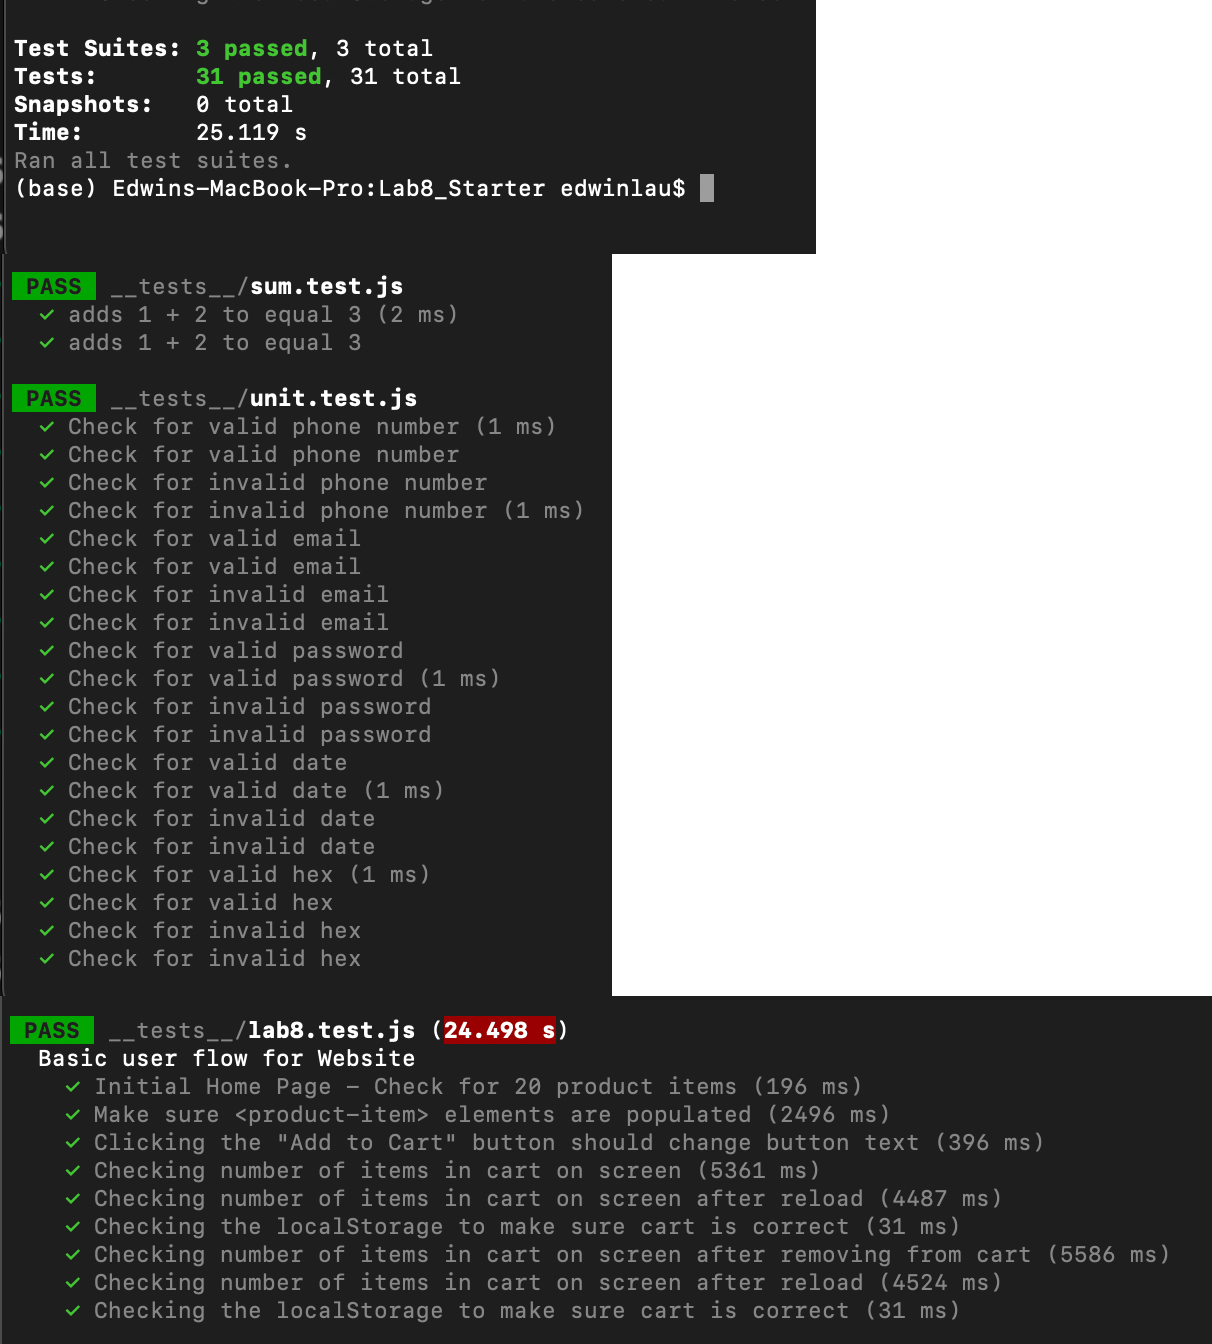 Test Suites: 3 passed, 3 total
Tests: 31 passed, 31 total
Snapshots: 0 total
Time: 25.119 s
Ran all test suites.
(base) Edwins-MacBook-Pro:Lab8_Starter edwinlau$
PASS __tests__/sum.test.js
✓ adds 1 + 2 to equal 3 (2 ms)
✓ adds 1 + 2 to equal 3
PASS __tests__/unit.test.js
✓ Check for valid phone number (1 ms)
✓ Check for valid phone number
✓ Check for invalid phone number
✓ Check for invalid phone number (1 ms)
✓ Check for valid email
✓ Check for valid email
✓ Check for invalid email
✓ Check for invalid email
✓ Check for valid password
✓ Check for valid password (1 ms)
✓ Check for invalid password
✓ Check for invalid password
✓ Check for valid date
✓ Check for valid date (1 ms)
✓ Check for invalid date
✓ Check for invalid date
✓ Check for valid hex (1 ms)
✓ Check for valid hex
✓ Check for invalid hex
✓ Check for invalid hex
PASS __tests__/lab8.test.js (24.498 s)
Basic user flow for Website
✓ Initial Home Page - Check for 20 product items (196 ms)
✓ Make sure <product-item> elements are populated (2496 ms)
✓ Clicking the "Add to Cart" button should change button text (396 ms)
✓ Checking number of items in cart on screen (5361 ms)
✓ Checking number of items in cart on screen after reload (4487 ms)
✓ Checking the localStorage to make sure cart is correct (31 ms)
✓ Checking number of items in cart on screen after removing from cart (5586 ms)
✓ Checking number of items in cart on screen after reload (4524 ms)
✓ Checking the localStorage to make sure cart is correct (31 ms)